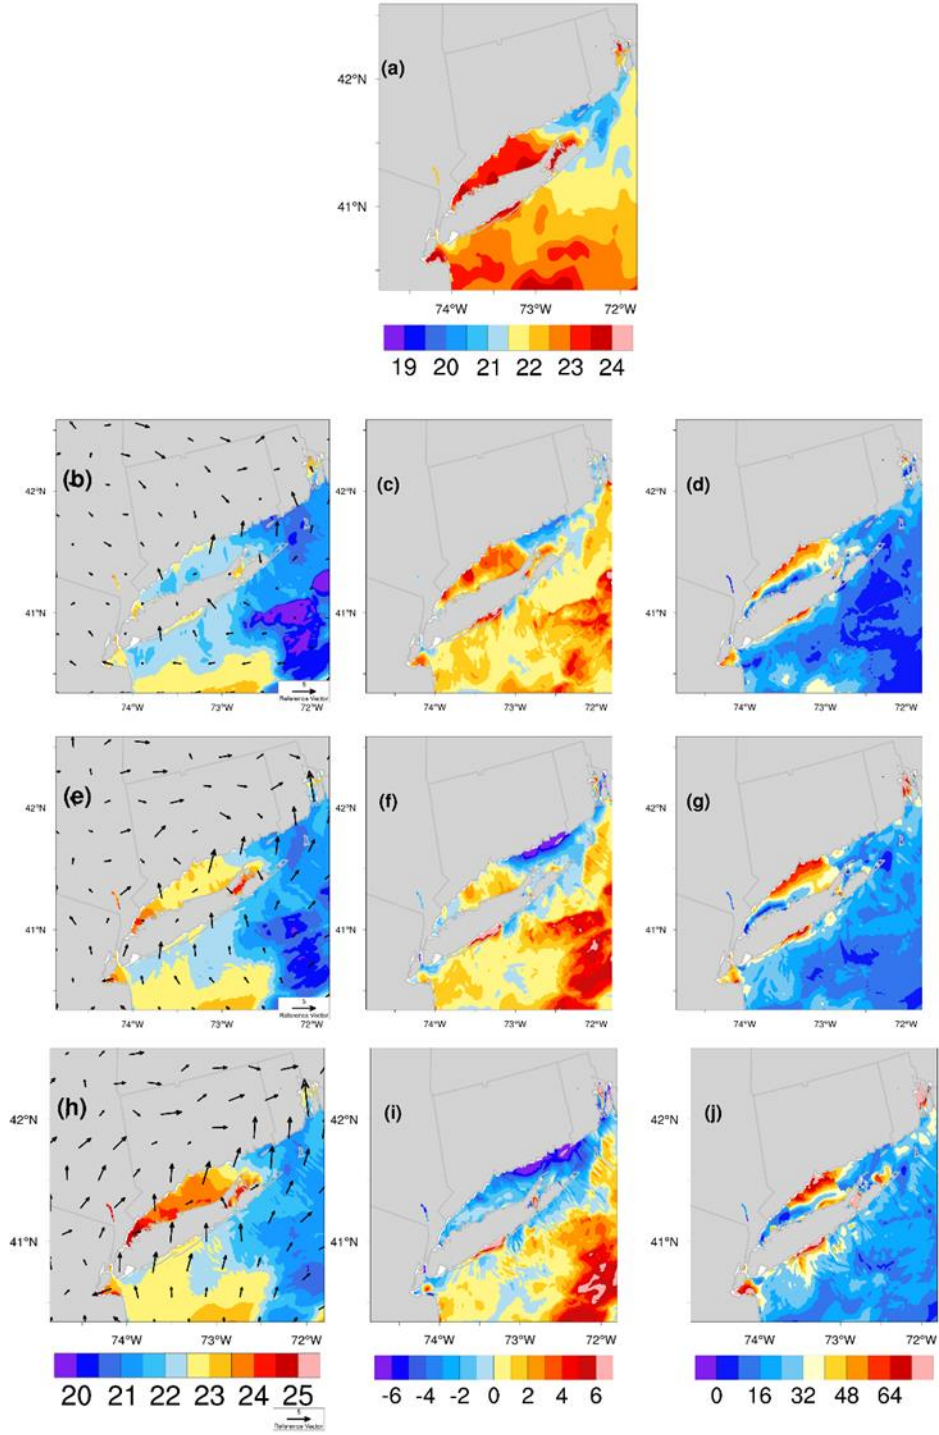 (a)
42°N
41°N
74°W 73°W 72°W
19 20 21 22 23 24
(b) (c) (d)
42°N 42°N
41°N 41°N
5
Reference Vector
74°W 73°W 72°W 74°W 73°W 72°W 74°W 73°W 72°W
(e) (f) (g)
42°N 42°N
41°N 41°N
5
Reference Vector
74°W 73°W 72°W 74°W 73°W 72°W 74°W 73°W 72°W
(h) (i) (j)
42°N 42°N 42°N
41°N 41°N 41°N
74°W 73°W 72°W 74°W 73°W 72°W 74°W 73°W 72°W
20 21 22 23 24 25 -6 -4 -2 0 2 4 6 0 16 32 48 64
5
Reference Vector